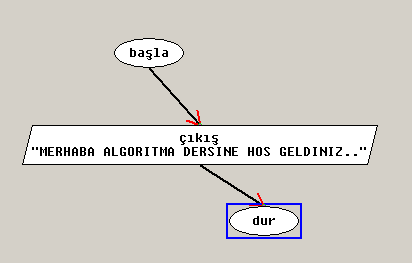 başla
çıkış
"MERHABA ALGORITMA DERSINE HOS GELDINIZ.."
dur